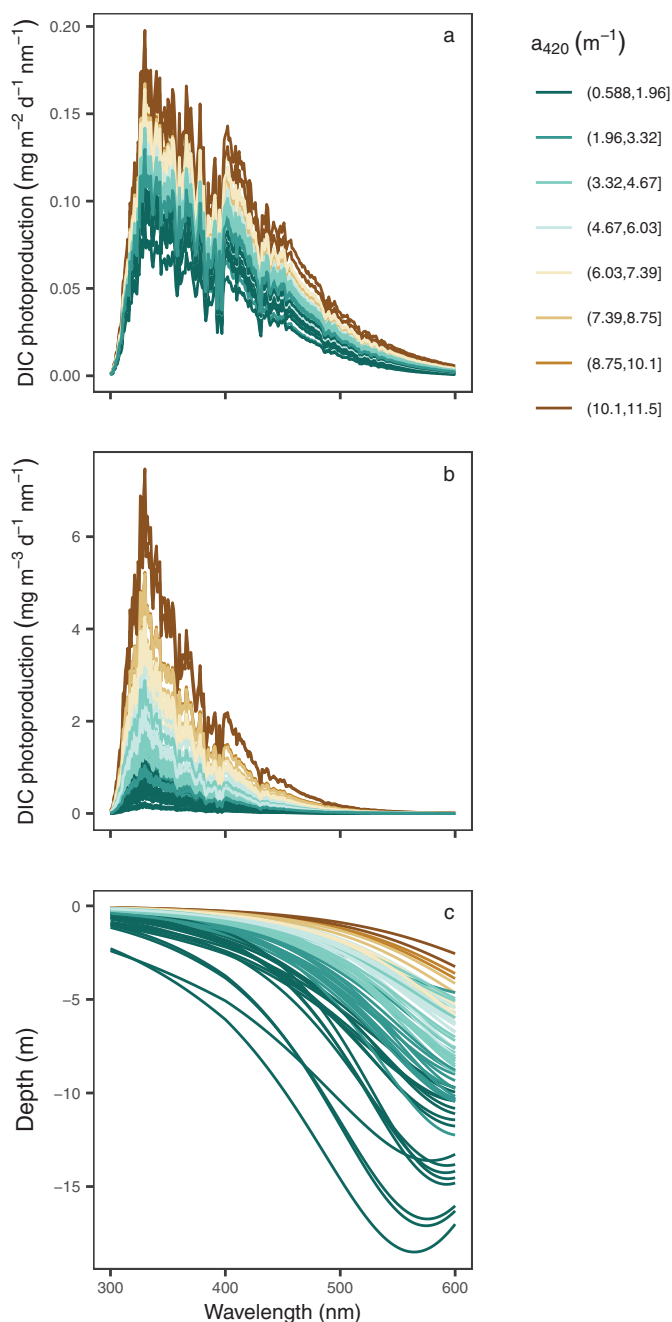 a
DIC photoproduction (mg m⁻² d⁻¹ nm⁻¹)
0.20
0.15
0.10
0.05
0.00
a₄₂₀ (m⁻¹)
(0.588,1.96]
(1.96,3.32]
(3.32,4.67]
(4.67,6.03]
(6.03,7.39]
(7.39,8.75]
(8.75,10.1]
(10.1,11.5]
b
DIC photoproduction (mg m⁻³ d⁻¹ nm⁻¹)
6
4
2
0
c
Depth (m)
0
−5
−10
−15
300 400 500 600
Wavelength (nm)